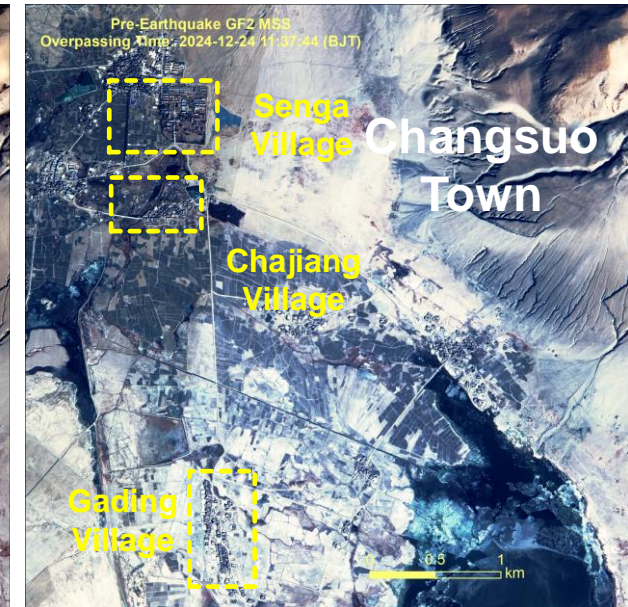 Pre-Earthquake GF2 MSS
Overpassing Time: 2024-12-24 11:37:44 (BJT)
Senga
Village
Changsuo
Town
Chajiang
Village
Gading
Village
0 0.5 1
km